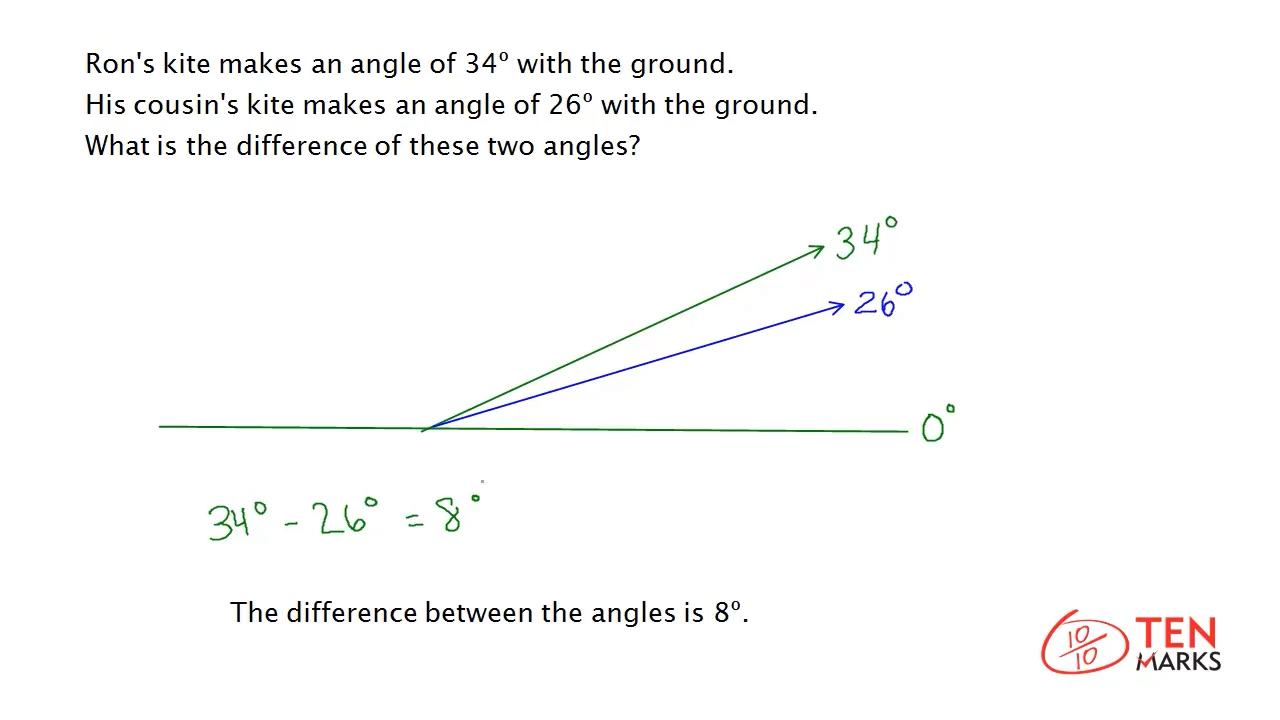 Ron's kite makes an angle of 34º with the ground.
His cousin's kite makes an angle of 26º with the ground.
What is the difference of these two angles?
34°
26°
0°
34° - 26° = 8°
The difference between the angles is 8º.
10/10
TEN
MARKS